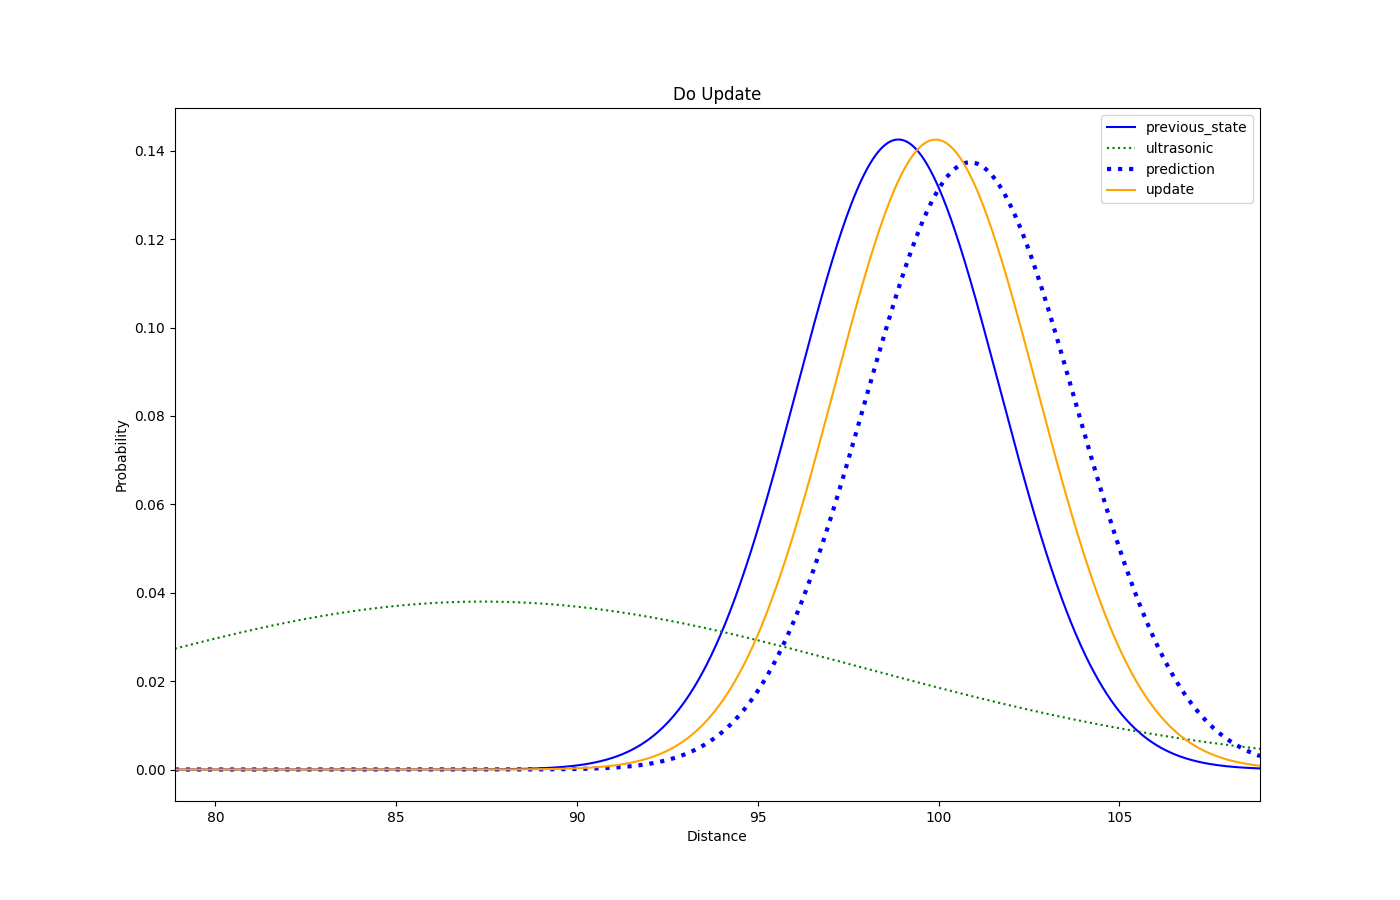 Do Update
previous_state
ultrasonic
prediction
update
Probability
0.14
0.12
0.10
0.08
0.06
0.04
0.02
0.00
80 85 90 95 100 105
Distance